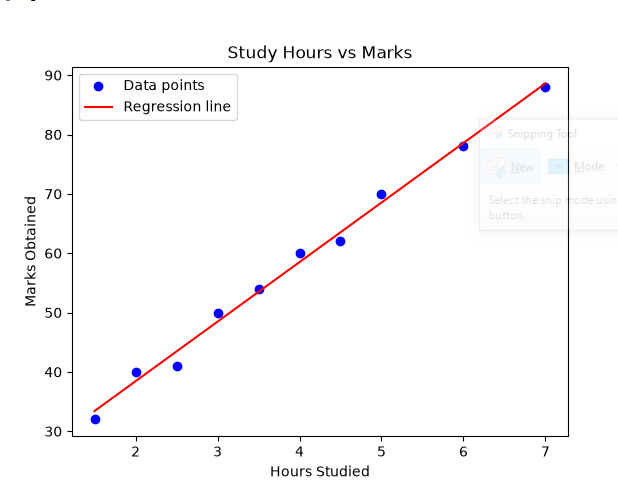 Study Hours vs Marks
Data points
Regression line
Marks Obtained
90
80
70
60
50
40
30
2 3 4 5 6 7
Hours Studied
Snipping Tool
New Mode
Select the snip mode usin
button.